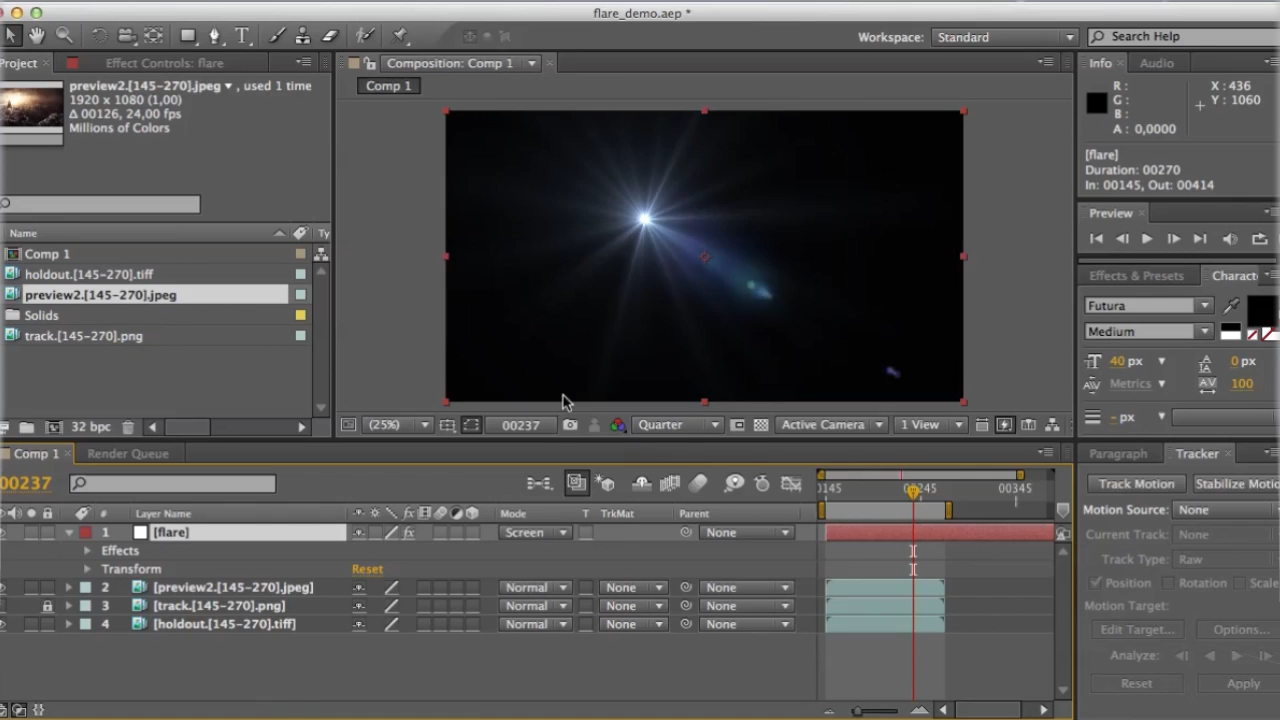 flare_demo.aep *
Workspace: Standard
Search Help
Project
Effect Controls: flare
Composition: Comp 1
Info
Audio
preview2.[145-270].jpeg ▾ , used 1 time
1920 x 1080 (1,00)
Δ 00126, 24,00 fps
Millions of Colors
Comp 1
R :
G :
B :
A : 0,0000
X : 436
Y : 1060
[flare]
Duration: 00270
In: 00145, Out: 00414
Preview
Name
Ty
Comp 1
holdout.[145-270].tiff
preview2.[145-270].jpeg
Solids
track.[145-270].png
Effects & Presets
Charact
Futura
Medium
40 px
0 px
Metrics
100
- px
32 bpc
(25%)
00237
Quarter
Active Camera
1 View
Comp 1
Render Queue
Paragraph
Tracker
00237
0145
00245
00345
Track Motion
Stabilize Motio
Motion Source: None
Current Track: None
Track Type: Raw
Position
Rotation
Scale
Motion Target:
Edit Target...
Options...
Analyze:
Reset
Apply
#
Layer Name
fx
Mode
T
TrkMat
Parent
1
[flare]
fx
Screen
None
Effects
Transform
Reset
2
[preview2.[145-270].jpeg]
Normal
None
None
3
[track.[145-270].png]
Normal
None
None
4
[holdout.[145-270].tiff]
Normal
None
None